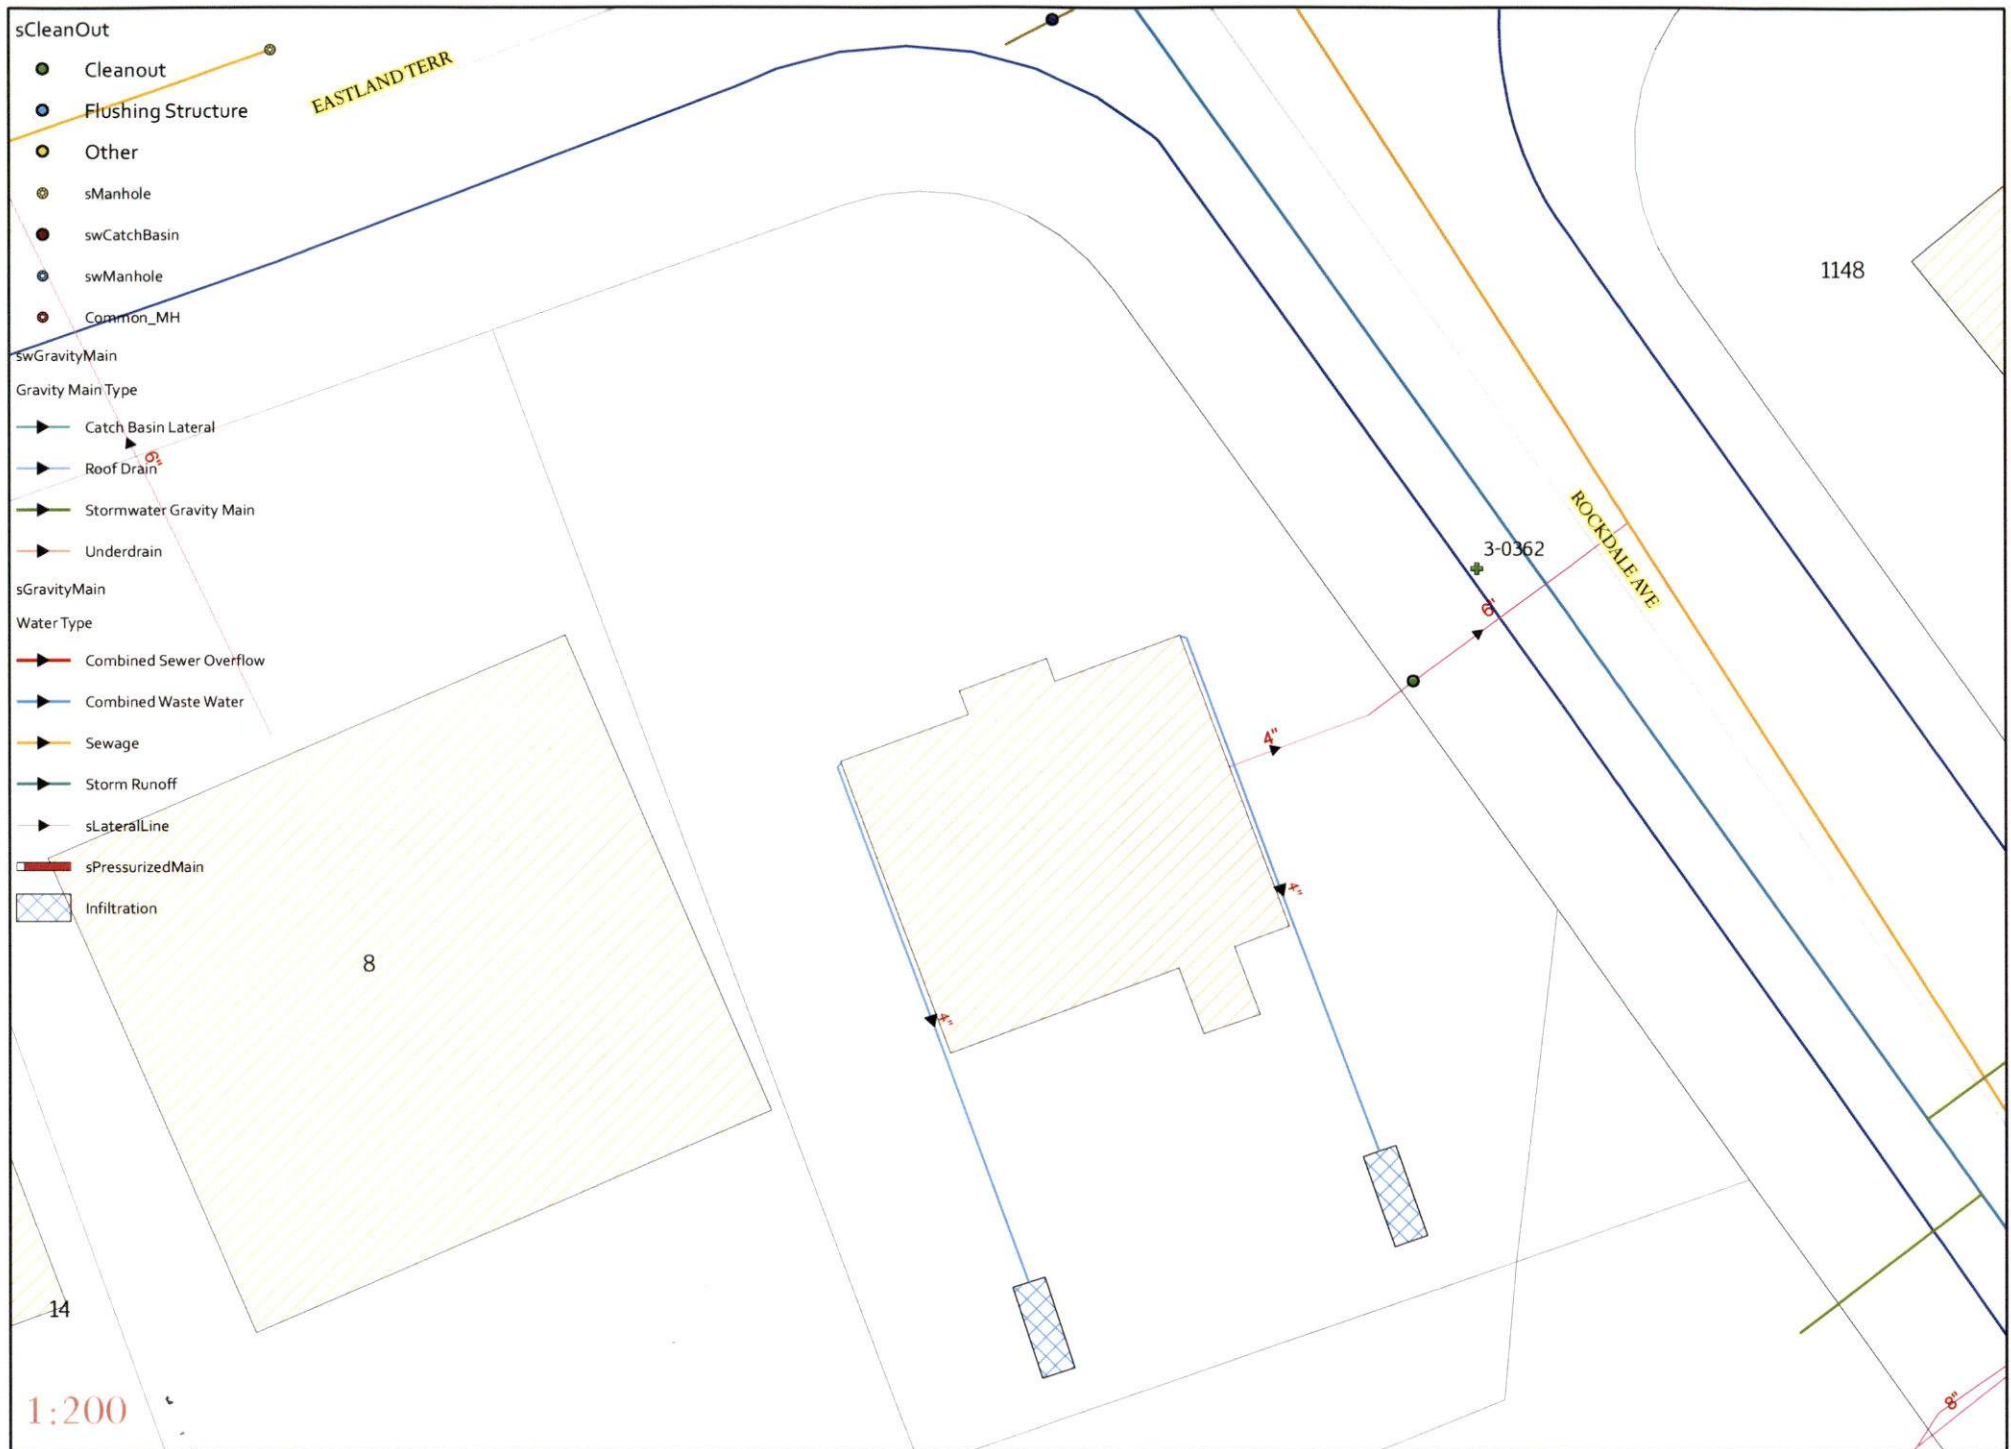 sCleanOut
Cleanout
Flushing Structure
Other
sManhole
swCatchBasin
swManhole
Common_MH
swGravityMain
Gravity Main Type
Catch Basin Lateral
Roof Drain
Stormwater Gravity Main
Underdrain
sGravityMain
Water Type
Combined Sewer Overflow
Combined Waste Water
Sewage
Storm Runoff
sLateralLine
sPressurizedMain
Infiltration
EASTLAND TERR
1148
6"
ROCKDALE AVE
3-0362
6"
4"
4"
4"
8
14
8"
1:200